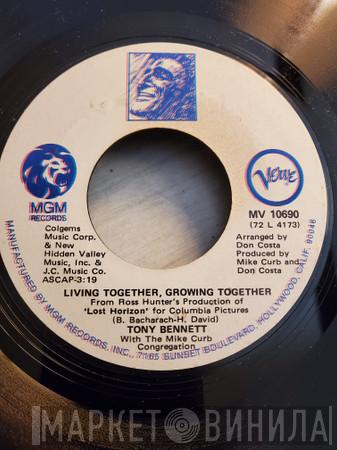 MGM
RECORDS
Verve
MV 10690
(72 L 4173)
Colgems
Music Corp.
& New
Hidden Valley
Music, Inc. &
J.C. Music Co.
ASCAP-3:19
Arranged by
Don Costa
Produced by
Mike Curb and
Don Costa
LIVING TOGETHER, GROWING TOGETHER
From Ross Hunter's Production of
'Lost Horizon' for Columbia Pictures
(B. Bacharach-H. David)
TONY BENNETT
With The Mike Curb
Congregation
MANUFACTURED BY MGM RECORDS, INC., 7165 SUNSET BOULEVARD, HOLLYWOOD, CALIF. 90046
МАРКЕТ ВИНИЛА